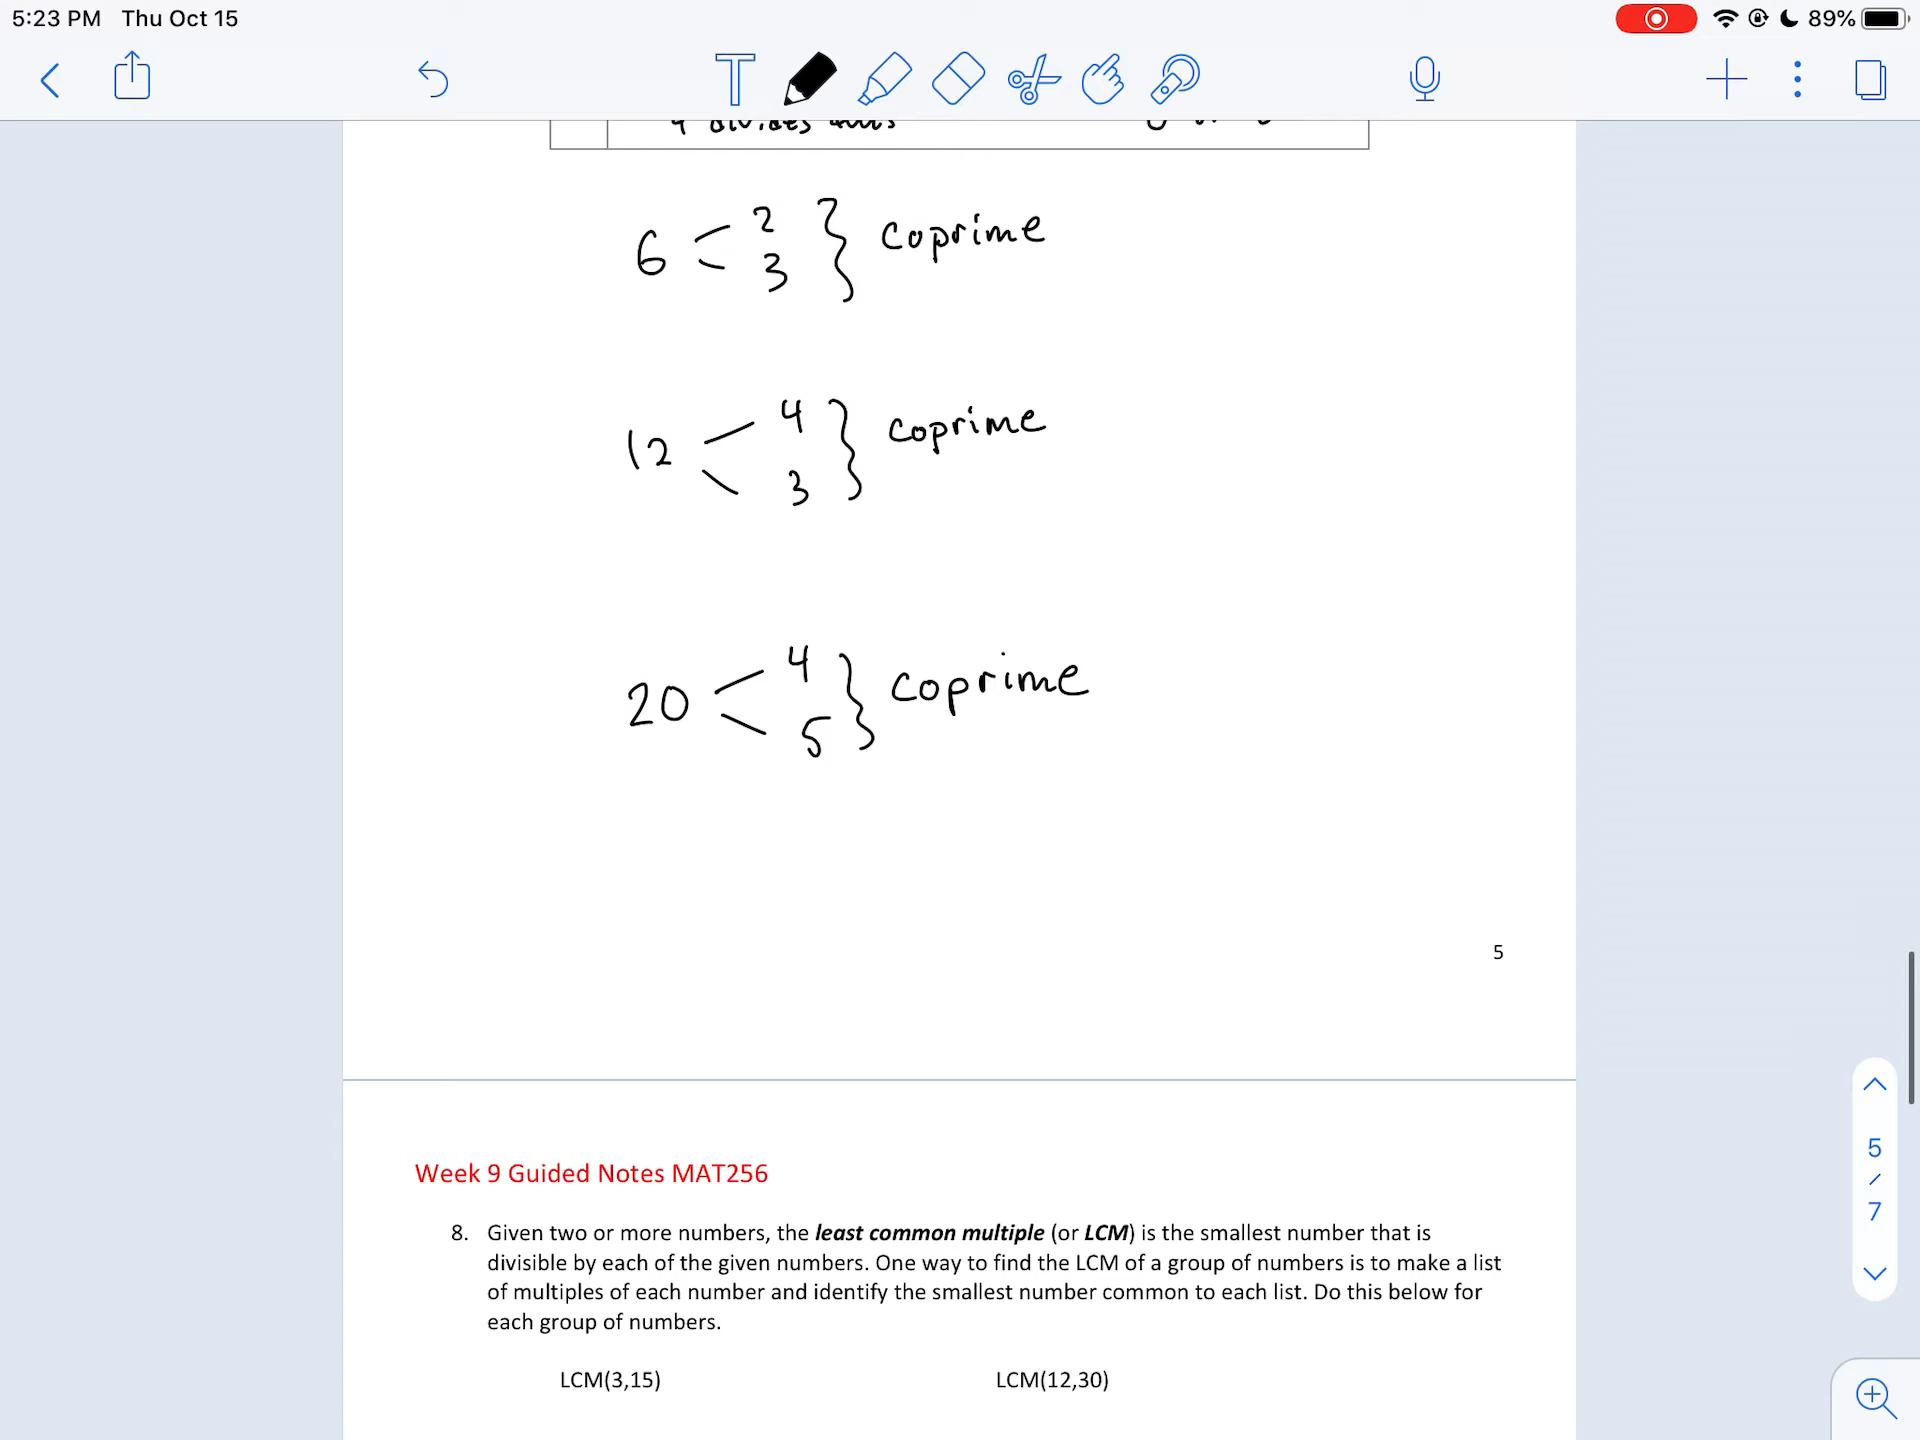 5:23 PM Thu Oct 15
89%
T
divides
6 < 2 } coprime
3
12 4 } coprime
3
20 < 4 } coprime
5
5
Week 9 Guided Notes MAT256
8. Given two or more numbers, the least common multiple (or LCM) is the smallest number that is
divisible by each of the given numbers. One way to find the LCM of a group of numbers is to make a list
of multiples of each number and identify the smallest number common to each list. Do this below for
each group of numbers.
LCM(3,15) LCM(12,30)
5
/
7